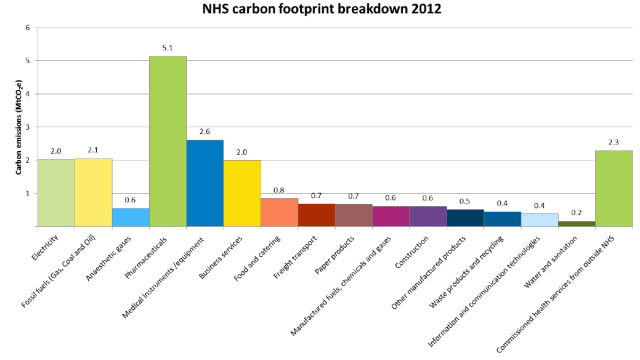 NHS carbon footprint breakdown 2012
Carbon emissions (MtCO₂e)
6
5
4
3
2
1
2.0
2.1
0.6
5.1
2.6
2.0
0.8
0.7
0.7
0.6
0.6
0.5
0.4
0.4
0.2
2.3
Electricity
Fossil fuels (Gas, Coal and Oil)
Anaesthetic gases
Pharmaceuticals
Medical Instruments /equipment
Business services
Food and catering
Freight transport
Paper products
Manufactured fuels, chemicals and gases
Construction
Other manufactured products
Waste products and recycling
Information and communication technologies
Water and sanitation
Commissioned health services from outside NHS